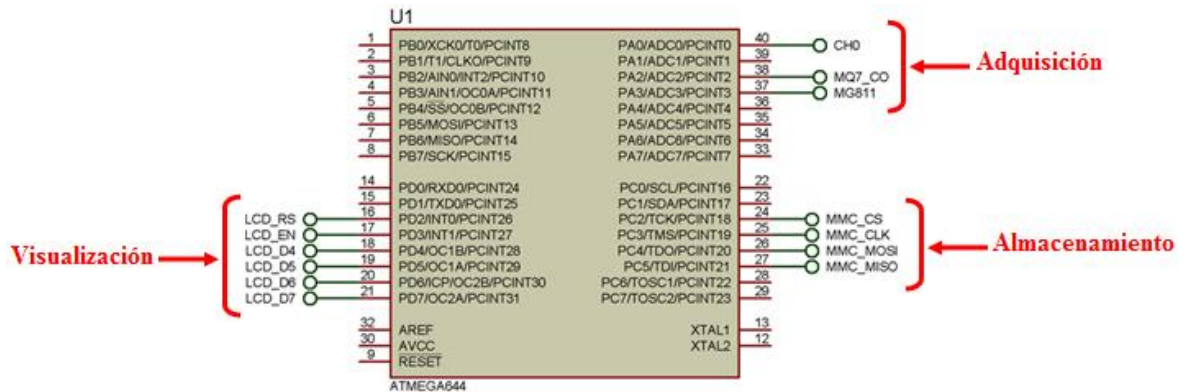 U1
1 PB0/XCK0/T0/PCINT8 PA0/ADC0/PCINT0 40 CH0
2 PB1/T1/CLKO/PCINT9 PA1/ADC1/PCINT1 39
3 PB2/AIN0/INT2/PCINT10 PA2/ADC2/PCINT2 38 MQ7_CO
4 PB3/AIN1/OC0A/PCINT11 PA3/ADC3/PCINT3 37 MG811
5 PB4/SS/OC0B/PCINT12 PA4/ADC4/PCINT4 36
6 PB5/MOSI/PCINT13 PA5/ADC5/PCINT5 35
7 PB6/MISO/PCINT14 PA6/ADC6/PCINT6 34
8 PB7/SCK/PCINT15 PA7/ADC7/PCINT7 33
Adquisición
14 PD0/RXD0/PCINT24 PC0/SCL/PCINT16 22
15 PD1/TXD0/PCINT25 PC1/SDA/PCINT17 23
LCD_RS 16 PD2/INT0/PCINT26 PC2/TCK/PCINT18 24 MMC_CS
LCD_EN 17 PD3/INT1/PCINT27 PC3/TMS/PCINT19 25 MMC_CLK
LCD_D4 18 PD4/OC1B/PCINT28 PC4/TDO/PCINT20 26 MMC_MOSI
LCD_D5 19 PD5/OC1A/PCINT29 PC5/TDI/PCINT21 27 MMC_MISO
LCD_D6 20 PD6/ICP/OC2B/PCINT30 PC6/TOSC1/PCINT22 28
LCD_D7 21 PD7/OC2A/PCINT31 PC7/TOSC2/PCINT23 29
Visualización
Almacenamiento
32 AREF XTAL1 13
30 AVCC XTAL2 12
9 RESET
ATMEGA644